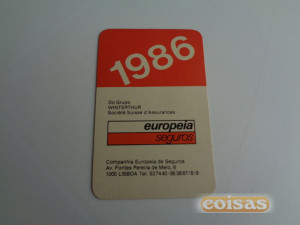 1986
Do Grupo
WINTERTHUR
Société Suisse d'Assurances
europeia
seguros
Companhia Europeia de Seguros
Av. Fontes Pereira de Melo, 6
1000 LISBOA Tel.
coisas